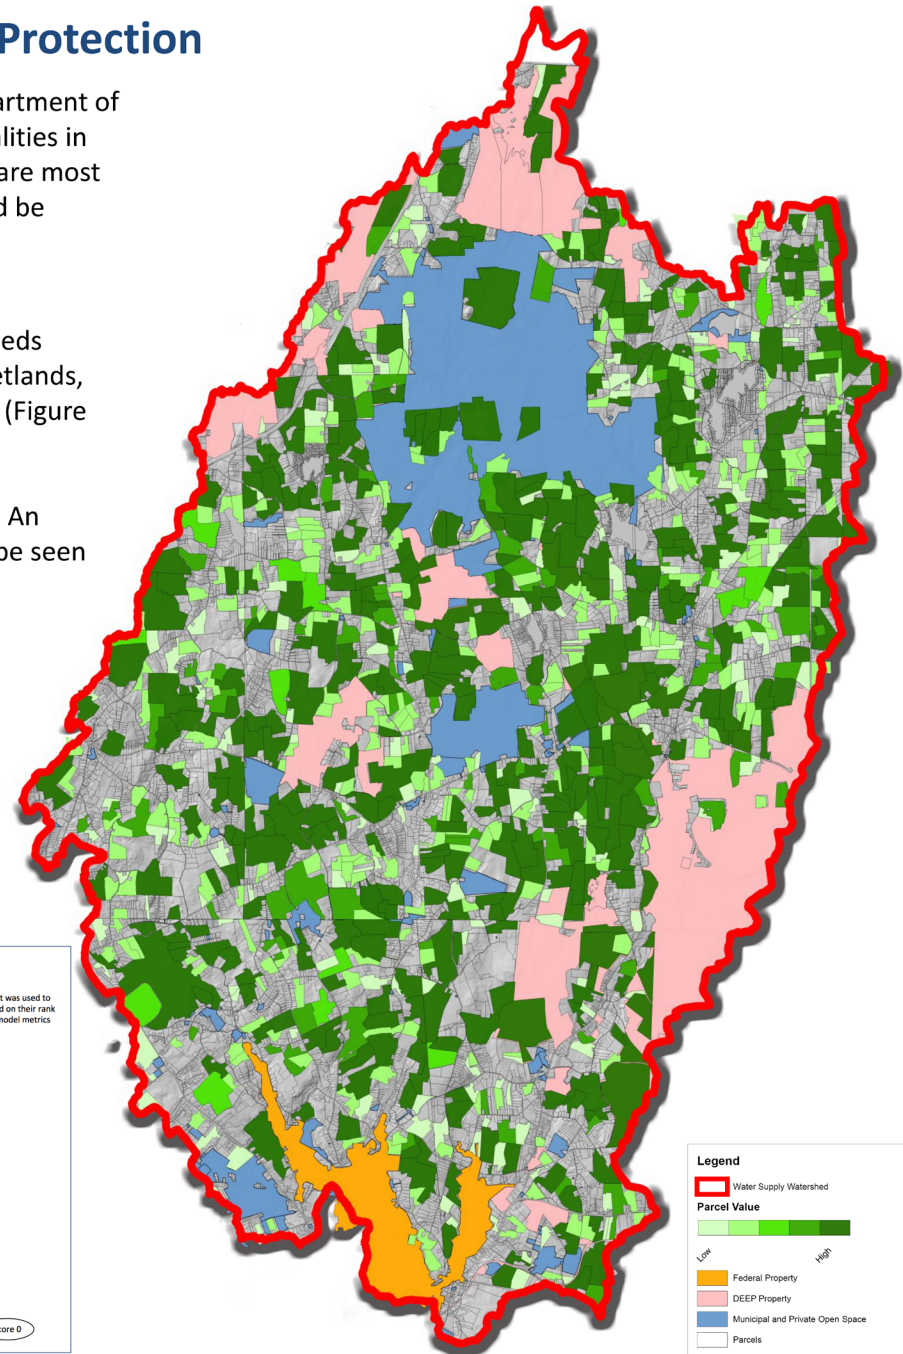 Protection
artment of
alities in
are most
d be
eds
etlands,
(Figure
An
be seen
t was used to
d on their rank
model metrics
core 0
Legend
Water Supply Watershed
Parcel Value
Low
High
Federal Property
DEEP Property
Municipal and Private Open Space
Parcels